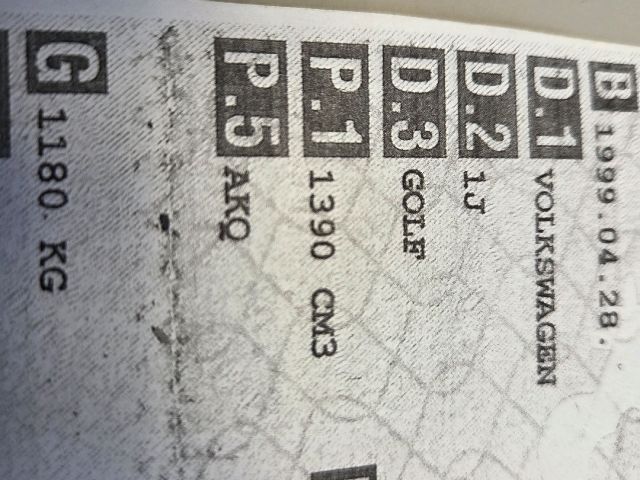 B 1999.04.28.
D.1 VOLKSWAGEN
D.2 1J
D.3 GOLF
P.1 1390 CM3
P.5 AKQ
G 1180 KG